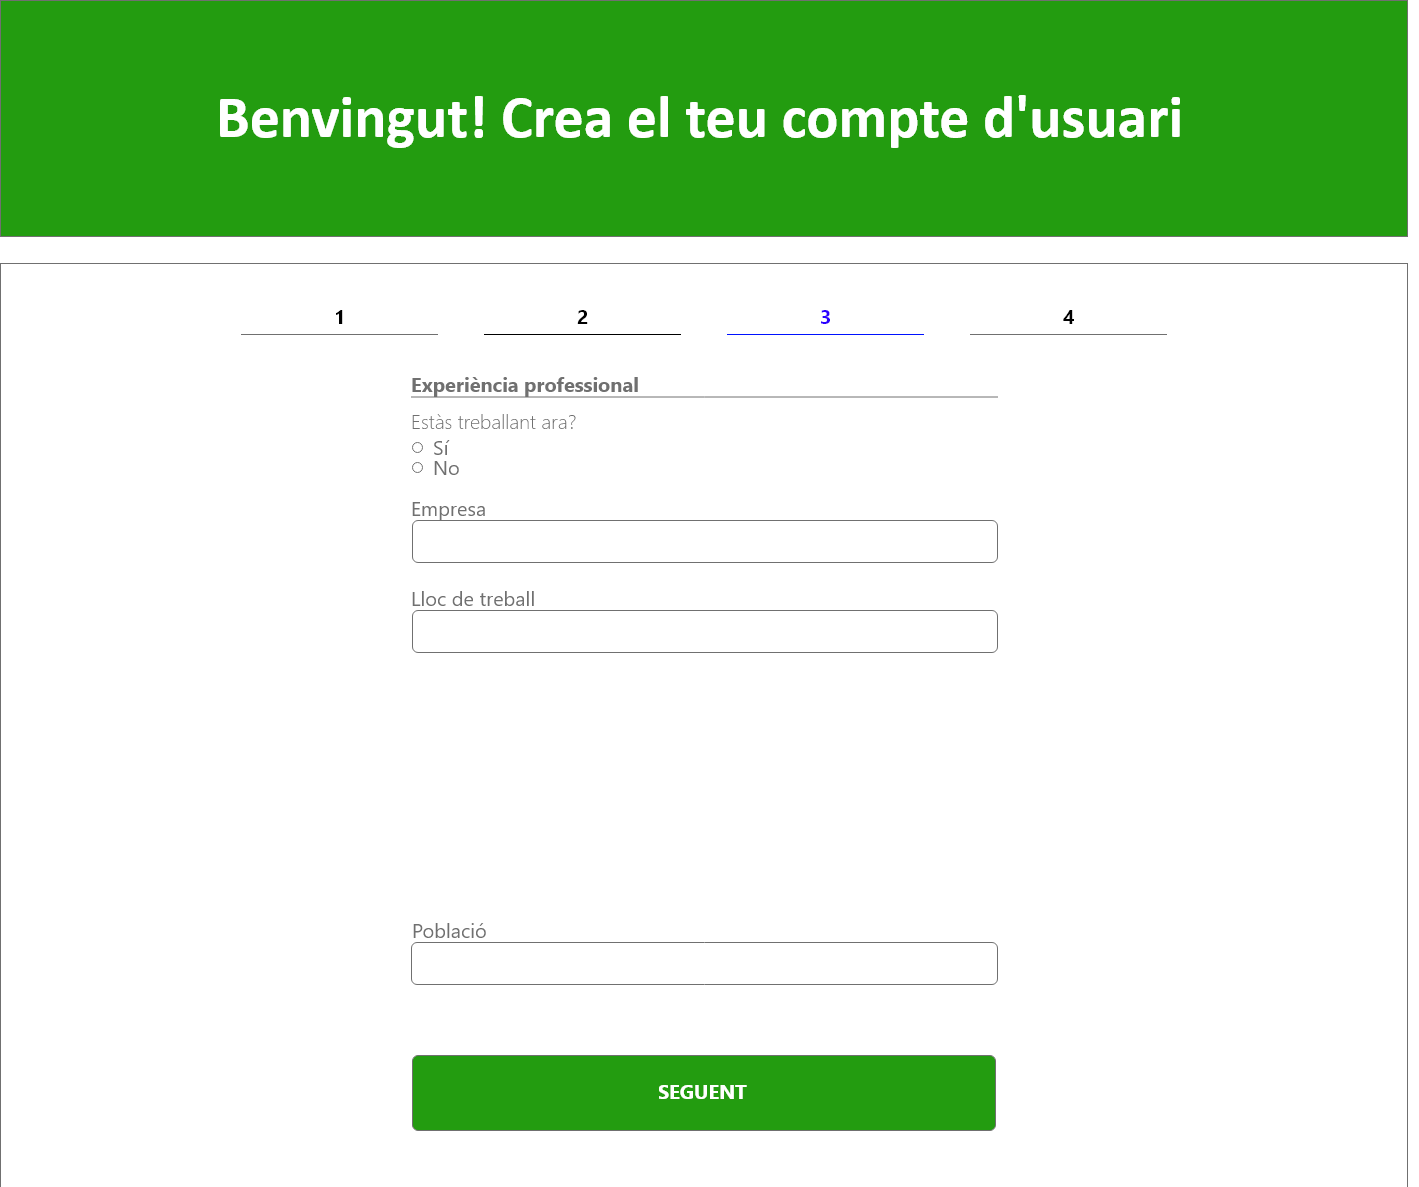 Benvingut! Crea el teu compte d'usuari
1 2 3 4
Experiència professional
Estàs treballant ara?
Sí
No
Empresa
Lloc de treball
Població
SEGUENT